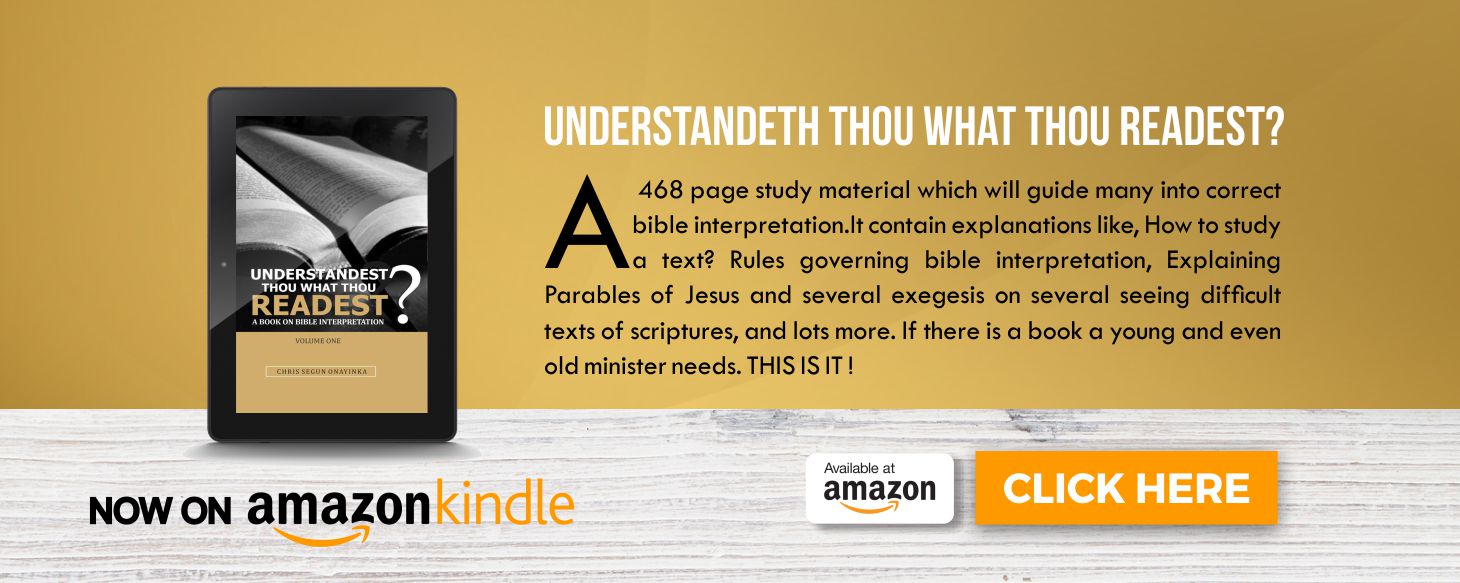 UNDERSTANDEST
THOU WHAT THOU
READEST?
A BOOK ON BIBLE INTERPRETATION
VOLUME ONE
CHRIS SEGUN ONAYINKA
UNDERSTANDETH THOU WHAT THOU READEST?
A 468 page study material which will guide many into correct
bible interpretation.It contain explanations like, How to study
a text? Rules governing bible interpretation, Explaining
Parables of Jesus and several exegesis on several seeing difficult
texts of scriptures, and lots more. If there is a book a young and even
old minister needs. THIS IS IT !
NOW ON amazonkindle
Available at
amazon
CLICK HERE